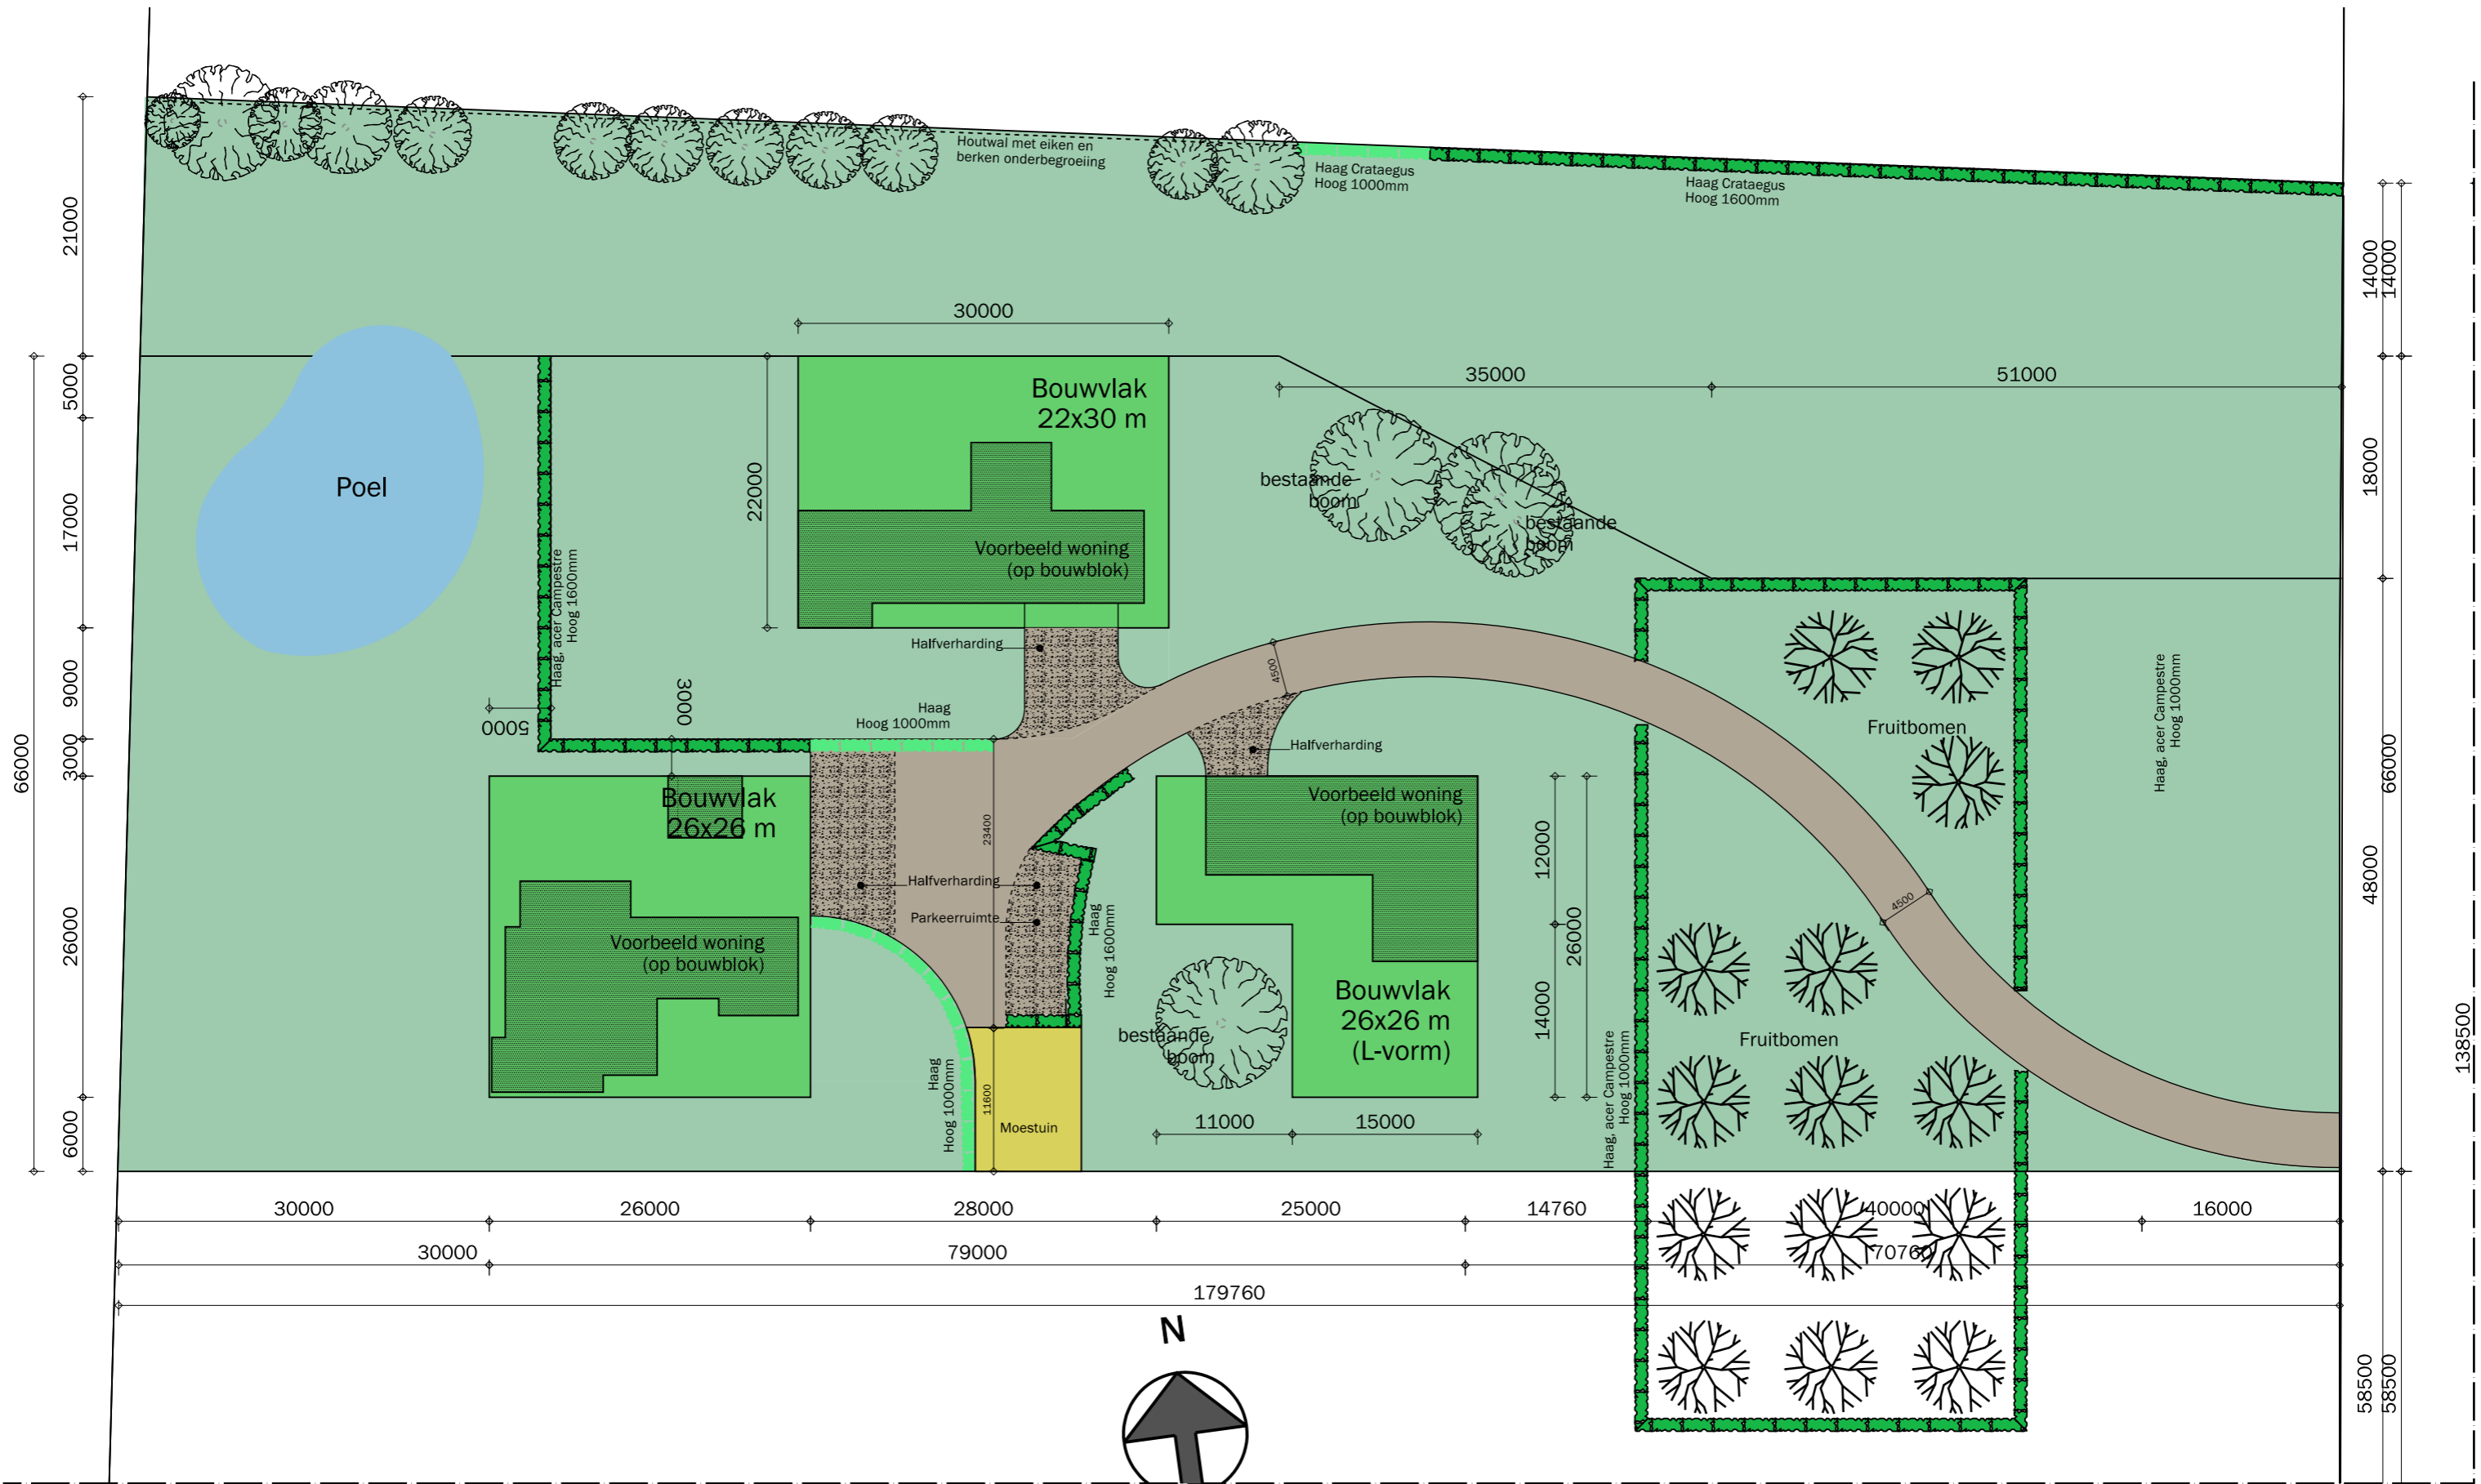 Houtwal met eiken en
berken onderbegroeiing
Haag Crataegus
Hoog 1000mm
Haag Crataegus
Hoog 1600mm
21000
14000
14000
30000
35000
51000
Bouwvlak
22x30 m
22000
5000
Poel
bestaande
boom
bestaande
boom
18000
17000
Voorbeeld woning
(op bouwblok)
Haag, acer Campestre
Hoog 1600mm
Halfverharding
4500
9000
3000
5000
Haag
Hoog 1000mm
Halfverharding
Fruitbomen
Haag, acer Campestre
Hoog 1000mm
66000
3000
66000
Bouwvlak
26x26 m
Voorbeeld woning
(op bouwblok)
23400
12000
48000
Halfverharding
Parkeerruimte
Haag
Hoog 1600mm
4500
26000
26000
Voorbeeld woning
(op bouwblok)
Bouwvlak
26x26 m
(L-vorm)
14000
138500
bestaande
boom
Fruitbomen
Haag
Hoog 1000mm
11600
Moestuin
Haag, acer Campestre
Hoog 1000mm
6000
11000
15000
30000
26000
28000
25000
14760
40000
16000
30000
79000
70760
179760
N
58500
58500